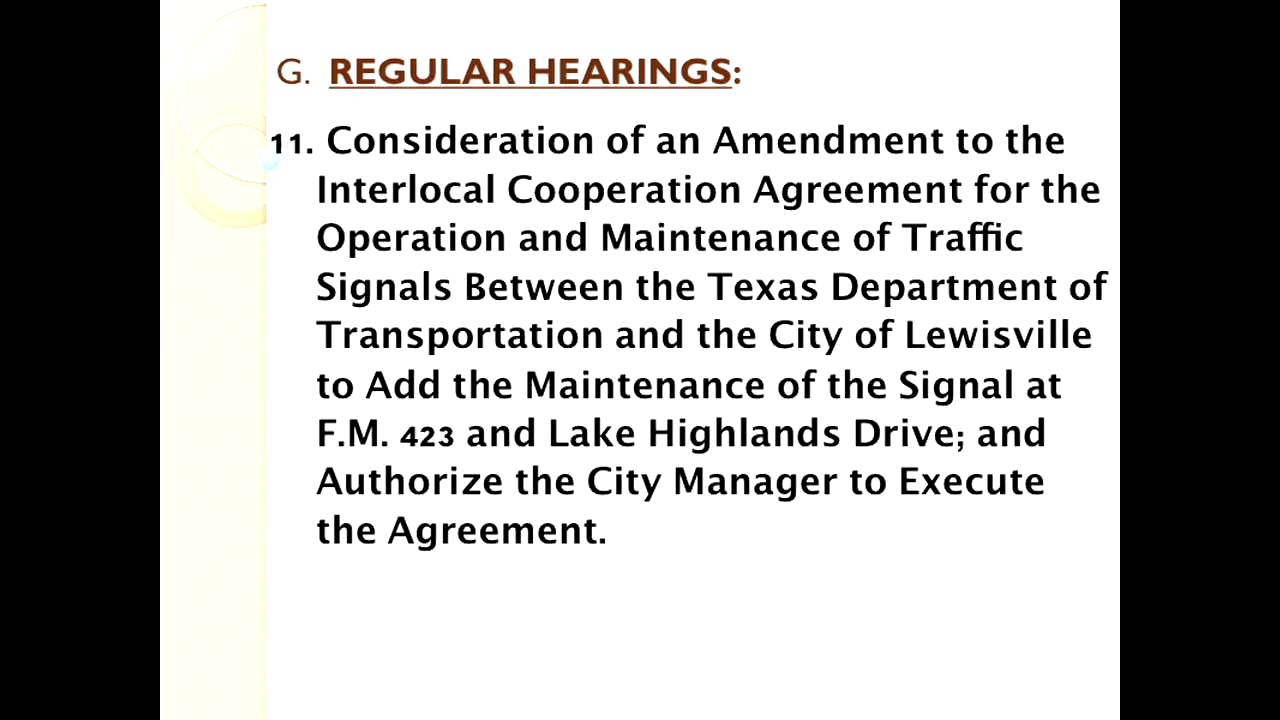 G. REGULAR HEARINGS:
11. Consideration of an Amendment to the
Interlocal Cooperation Agreement for the
Operation and Maintenance of Traffic
Signals Between the Texas Department of
Transportation and the City of Lewisville
to Add the Maintenance of the Signal at
F.M. 423 and Lake Highlands Drive; and
Authorize the City Manager to Execute
the Agreement.